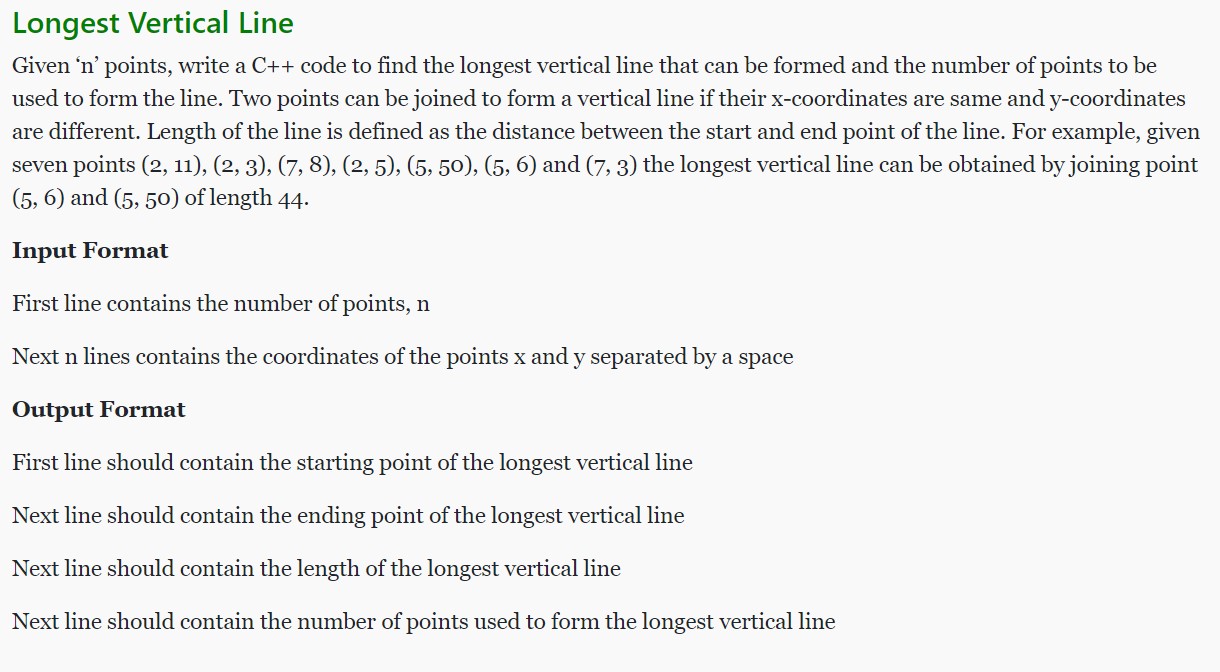 Longest Vertical Line
Given ‘n’ points, write a C++ code to find the longest vertical line that can be formed and the number of points to be
used to form the line. Two points can be joined to form a vertical line if their x-coordinates are same and y-coordinates
are different. Length of the line is defined as the distance between the start and end point of the line. For example, given
seven points (2, 11), (2, 3), (7, 8), (2, 5), (5, 50), (5, 6) and (7, 3) the longest vertical line can be obtained by joining point
(5, 6) and (5, 50) of length 44.
Input Format
First line contains the number of points, n
Next n lines contains the coordinates of the points x and y separated by a space
Output Format
First line should contain the starting point of the longest vertical line
Next line should contain the ending point of the longest vertical line
Next line should contain the length of the longest vertical line
Next line should contain the number of points used to form the longest vertical line